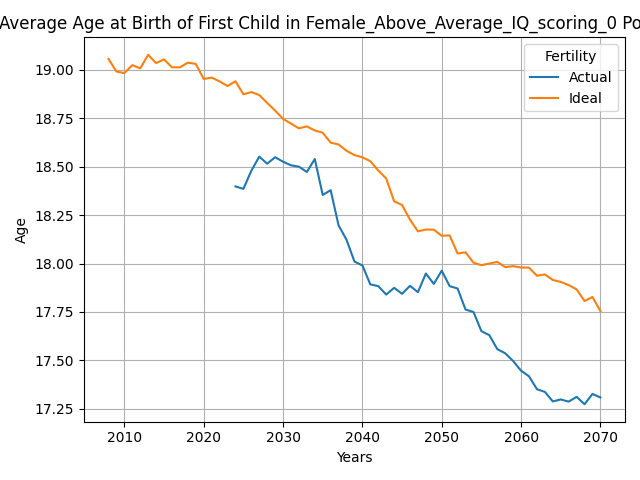 Average Age at Birth of First Child in Female_Above_Average_IQ_scoring_0 Po
Fertility
Actual
Ideal
19.00
18.75
18.50
18.25
18.00
17.75
17.50
17.25
Age
2010 2020 2030 2040 2050 2060 2070
Years